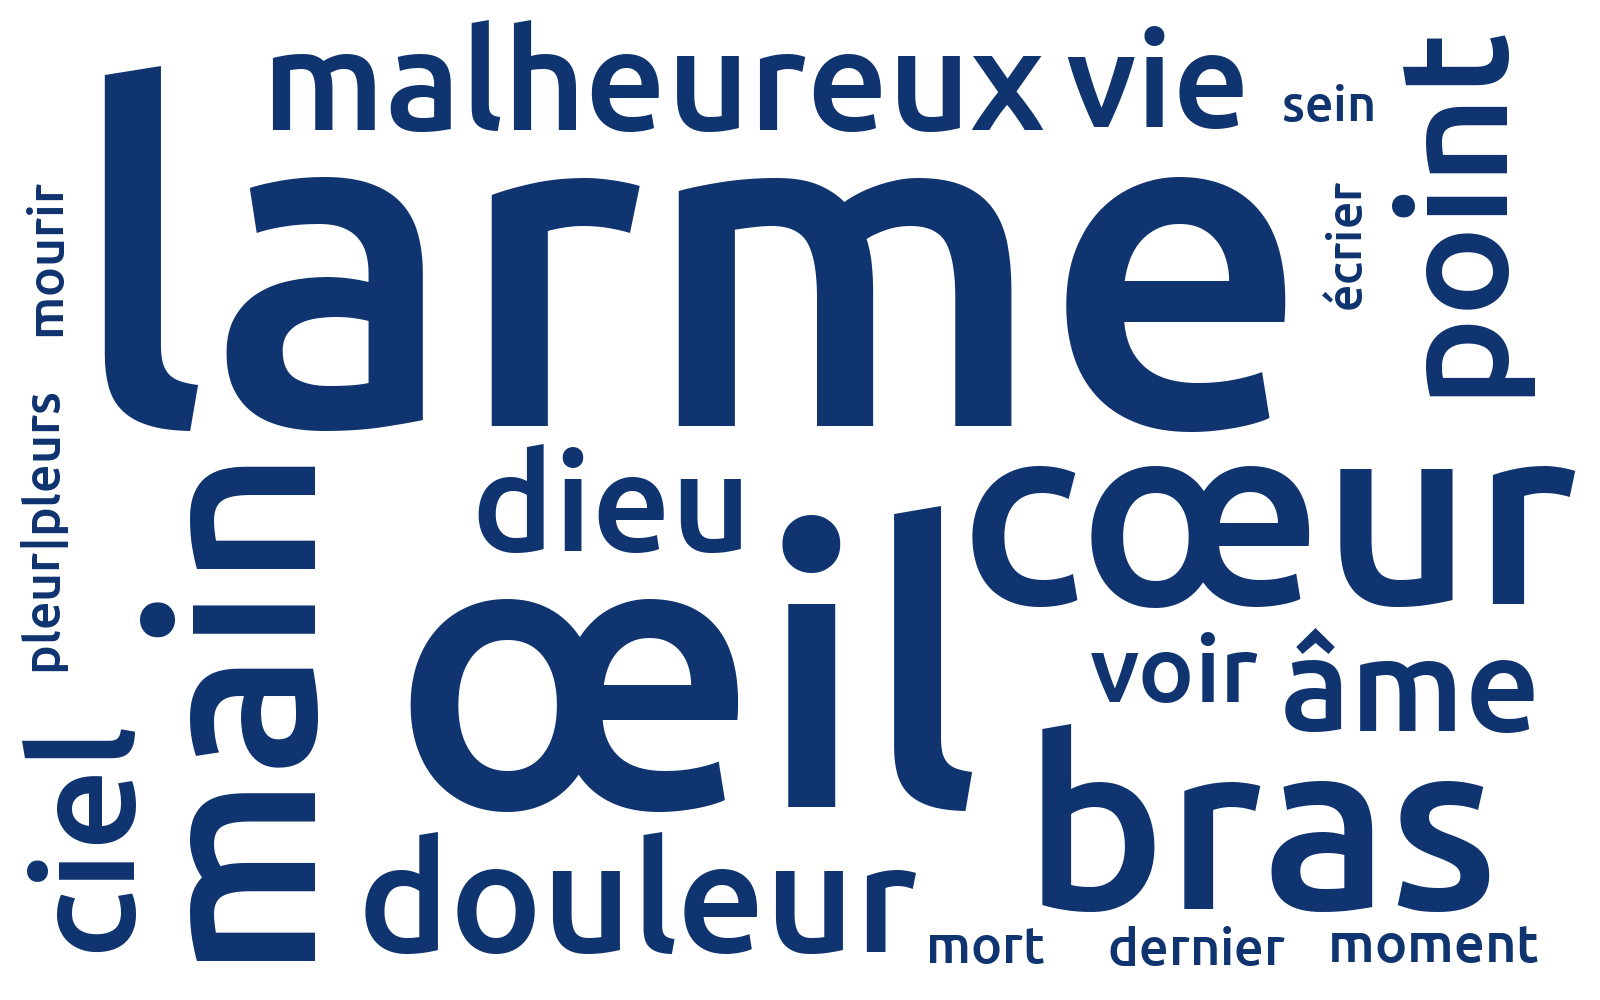 malheureux vie sein
point
larme
écrier
mourir
pleur|pleurs
dieu
cœur
œil
main
voir âme
ciel
bras
douleur
mort dernier moment